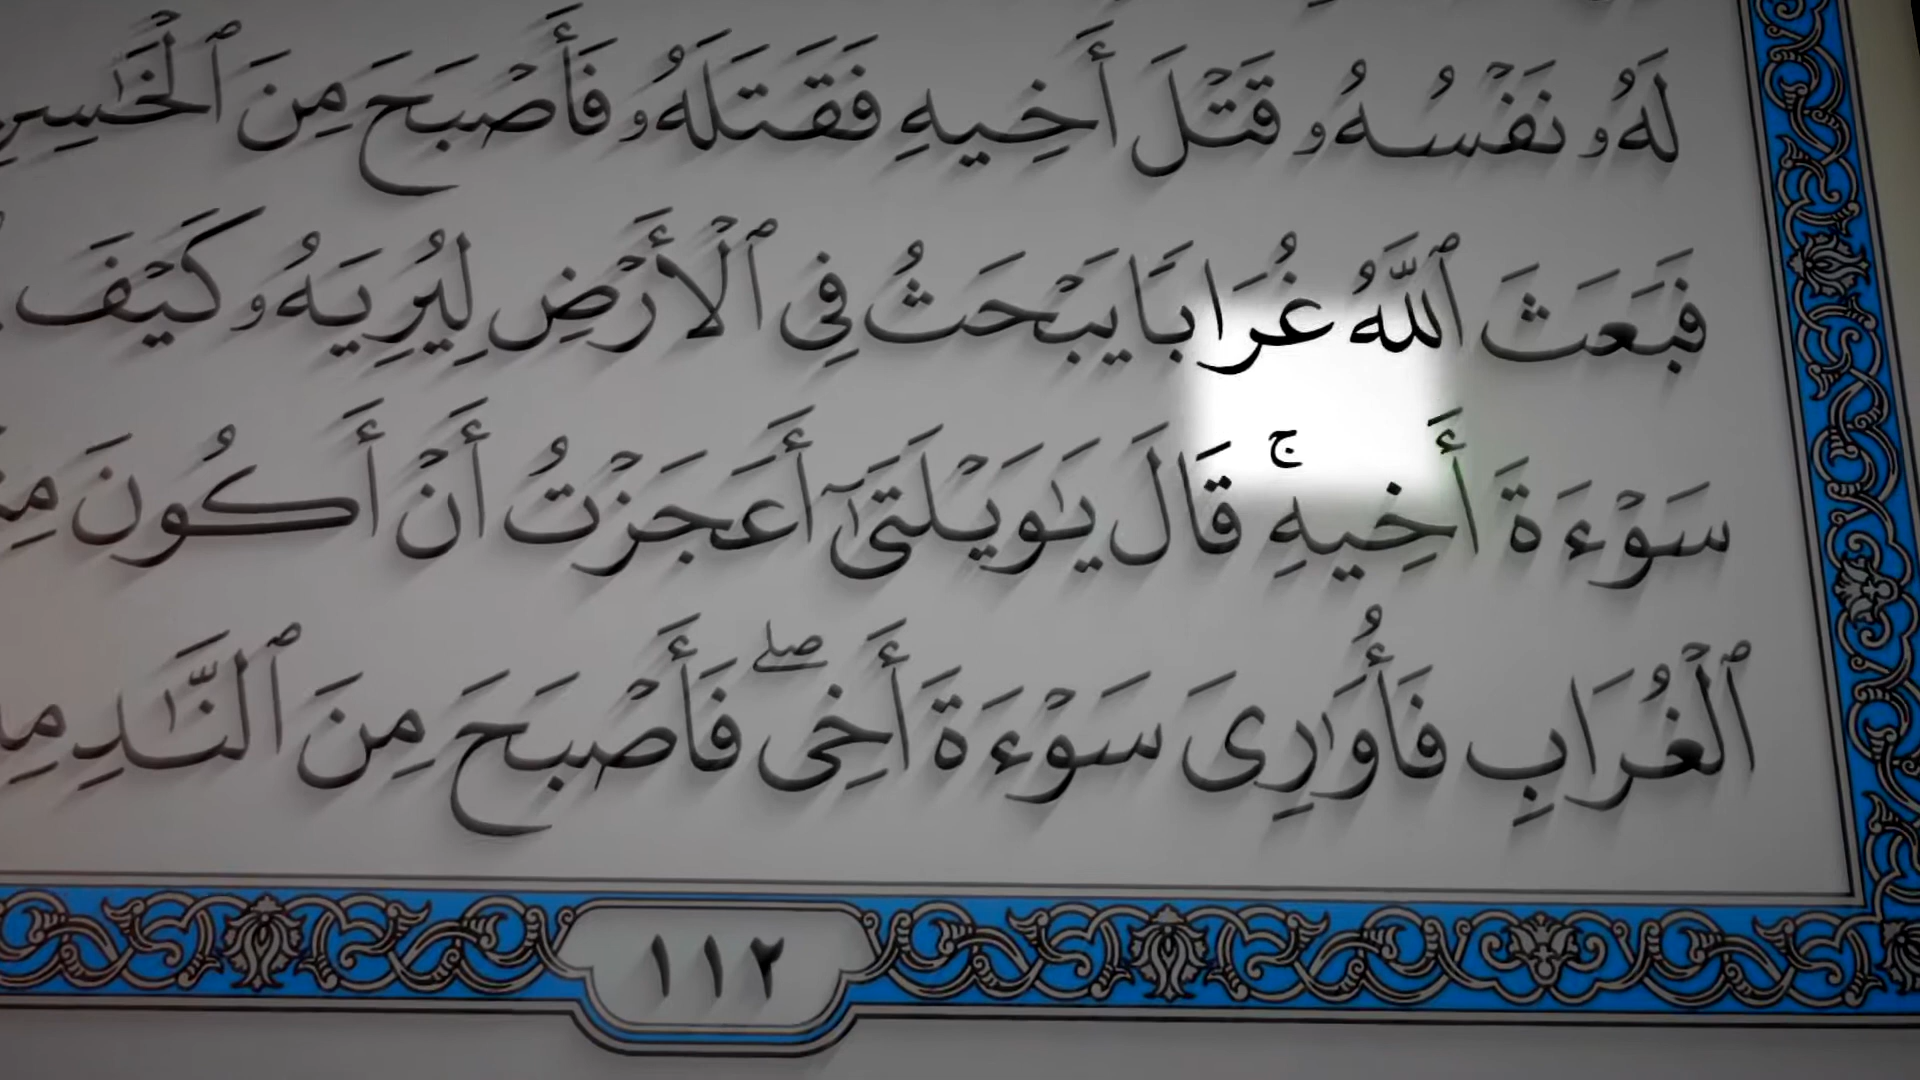 لَهُۥ نَفْسُهُۥ قَتْلَ أَخِيهِ فَقَتَلَهُۥ فَأَصْبَحَ مِنَ
فَبَعَثَ ٱللَّهُ غُرَابًا يَبْحَثُ فِى ٱلْأَرْضِ لِيُرِيَهُۥ كَيْفَ
سَوْءَةَ أَخِيهِ ۚ قَالَ يَٰوَيْلَتَىٰٓ أَعَجَزْتُ أَنْ أَكُونَ
ٱلْغُرَابِ فَأُوَٰرِىَ سَوْءَةَ أَخِى ۖ فَأَصْبَحَ مِنَ
١١٢